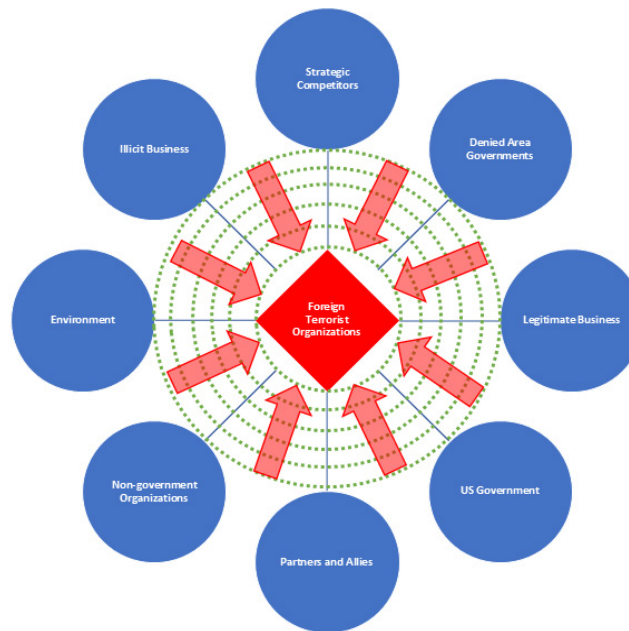 Strategic
Competitors
Illicit Business
Denied Area
Governments
Environment
Foreign
Terrorist
Organizations
Legitimate Business
Non-government
Organizations
US Government
Partners and Allies